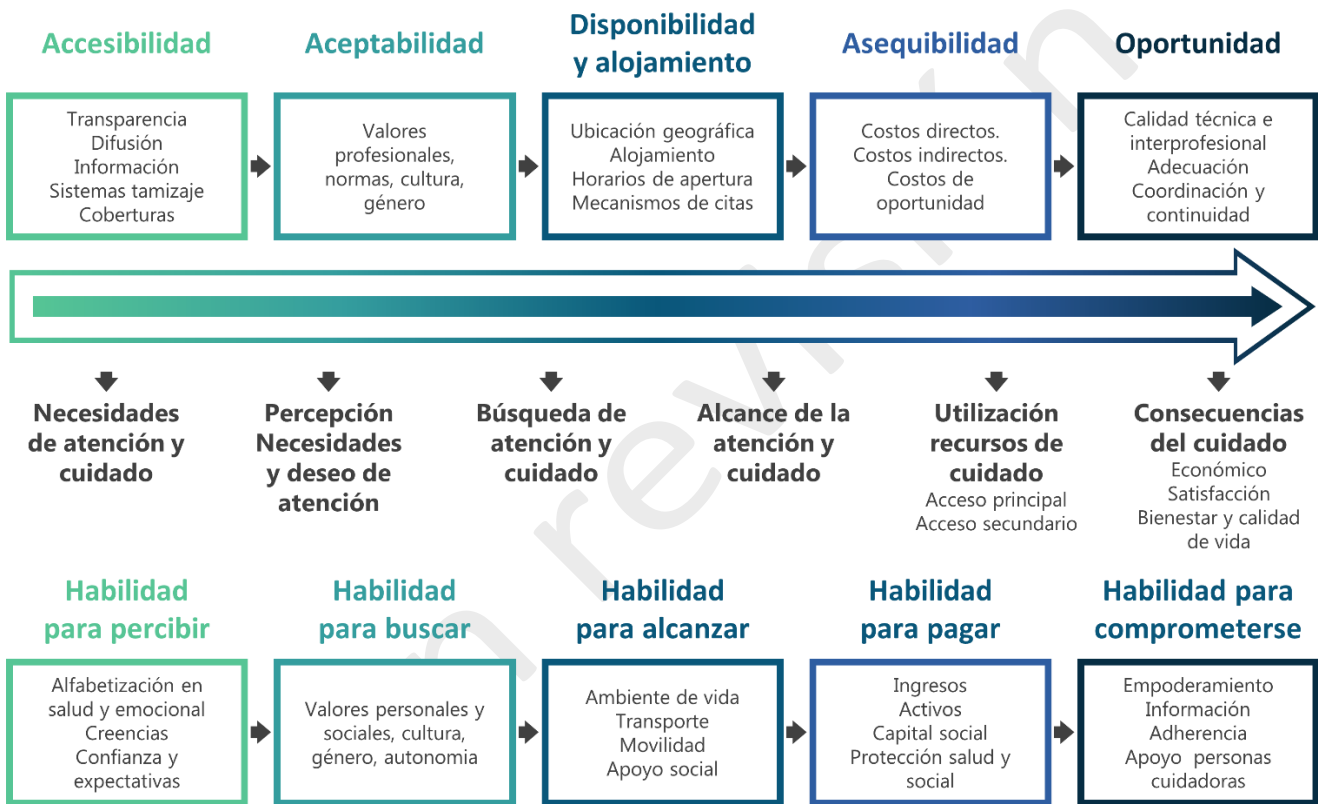 Accesibilidad
Aceptabilidad
Disponibilidad
y alojamiento
Asequibilidad
Oportunidad
Transparencia
Difusión
Información
Sistemas tamizaje
Coberturas
Valores
profesionales,
normas, cultura,
género
Ubicación geográfica
Alojamiento
Horarios de apertura
Mecanismos de citas
Costos directos.
Costos indirectos.
Costos de
oportunidad
Calidad técnica e
interprofesional
Adecuación
Coordinación y
continuidad
Necesidades
de atención y
cuidado
Percepción
Necesidades
y deseo de
atención
Búsqueda de
atención y
cuidado
Alcance de la
atención y
cuidado
Utilización
recursos de
cuidado
Acceso principal
Acceso secundario
Consecuencias
del cuidado
Económico
Satisfacción
Bienestar y calidad
de vida
Habilidad
para percibir
Habilidad
para buscar
Habilidad
para alcanzar
Habilidad
para pagar
Habilidad para
comprometerse
Alfabetización en
salud y emocional
Creencias
Confianza y
expectativas
Valores personales y
sociales, cultura,
género, autonomia
Ambiente de vida
Transporte
Movilidad
Apoyo social
Ingresos
Activos
Capital social
Protección salud y
social
Empoderamiento
Información
Adherencia
Apoyo personas
cuidadoras
n revisín